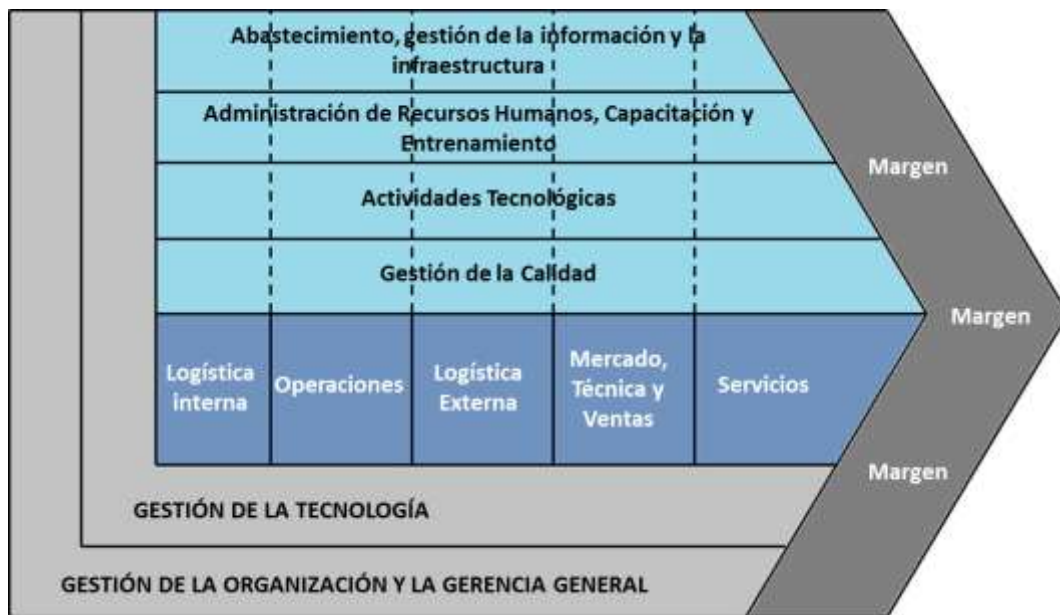 Abastecimiento, gestión de la información y la
infraestructura
Administración de Recursos Humanos, Capacitación y
Entrenamiento
Actividades Tecnológicas
Gestión de la Calidad
Logística
interna
Operaciones
Logística
Externa
Mercado,
Técnica y
Ventas
Servicios
Margen
Margen
Margen
GESTIÓN DE LA TECNOLOGÍA
GESTIÓN DE LA ORGANIZACIÓN Y LA GERENCIA GENERAL